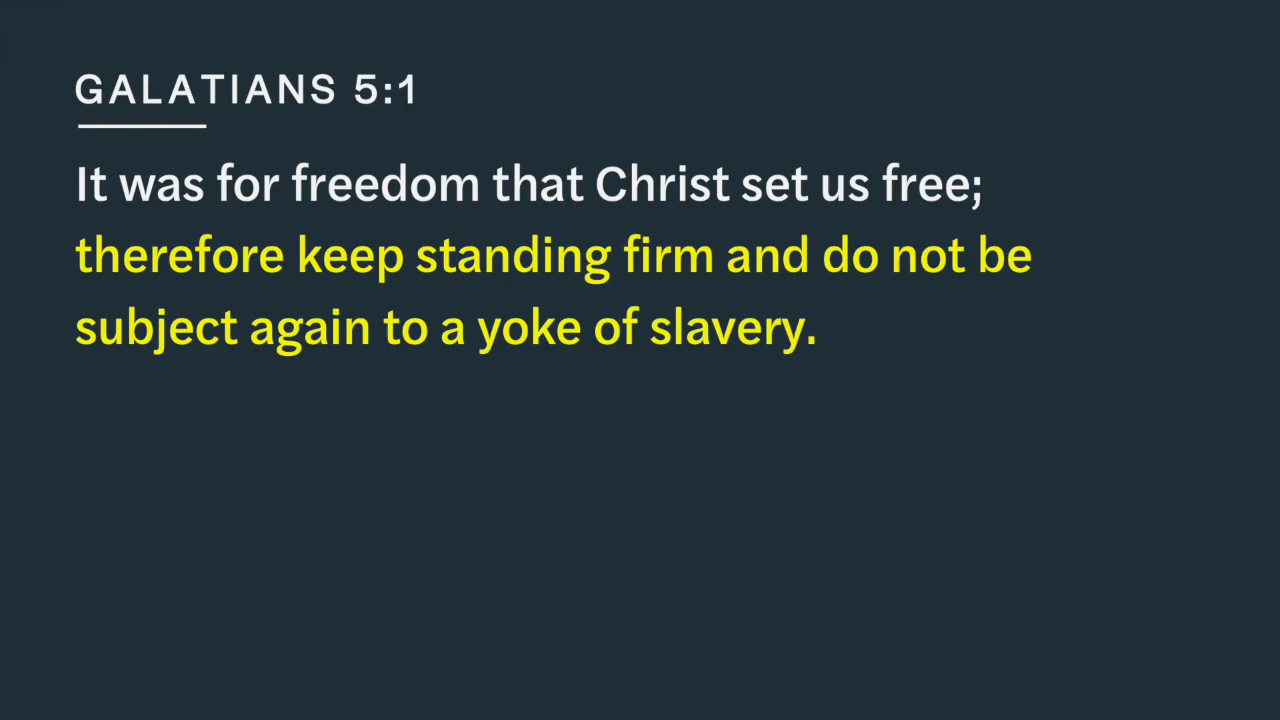 GALATIANS 5:1
It was for freedom that Christ set us free;
therefore keep standing firm and do not be
subject again to a yoke of slavery.